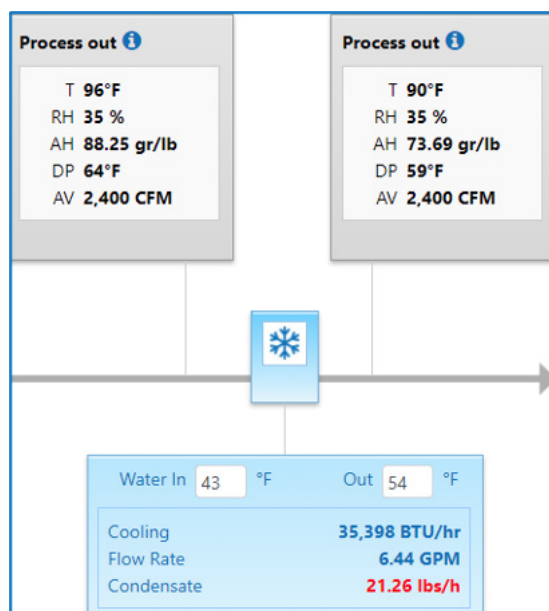 Process out
T 96°F
RH 35 %
AH 88.25 gr/lb
DP 64°F
AV 2,400 CFM
Process out
T 90°F
RH 35 %
AH 73.69 gr/lb
DP 59°F
AV 2,400 CFM
Water In 43 °F Out 54 °F
Cooling 35,398 BTU/hr
Flow Rate 6.44 GPM
Condensate 21.26 lbs/h